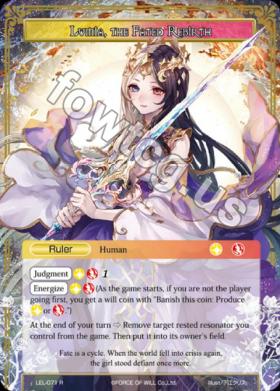 Lumia, the Fated Rebirth
fowtcg.us
Ruler Human
Judgment 1
Energize (As the game starts, if you are not the player
going first, you get a will coin with "Banish this coin: Produce
or .")
At the end of your turn ⇨ Remove target rested resonator you
control from the game. Then put it into its owner's field.
Fate is a cycle. When the world fell into crisis again,
the girl stood defiant once more.
LEL-071 R
©FORCE OF WILL Co.,Ltd.